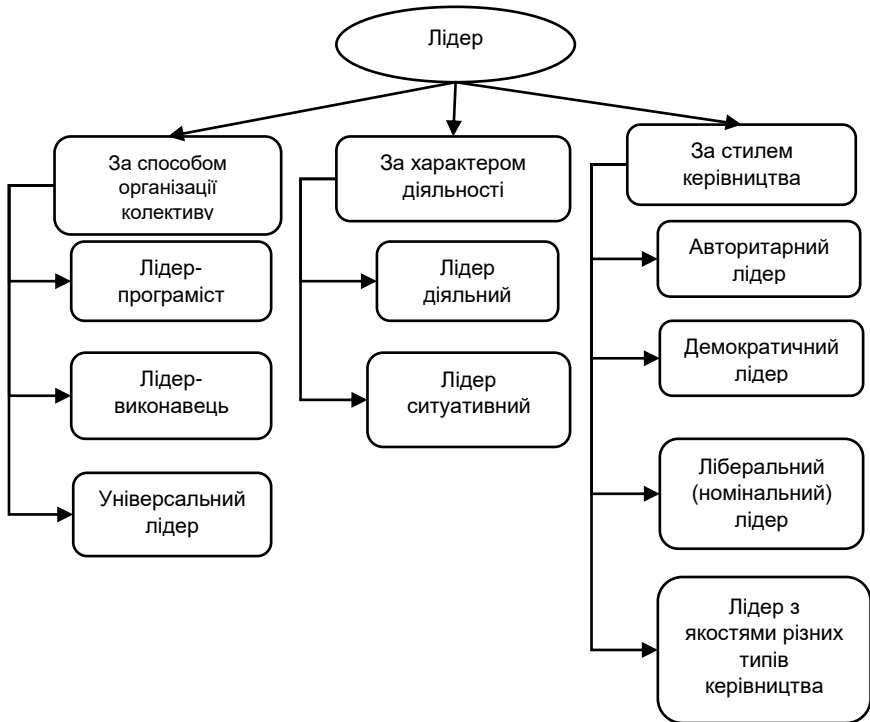 Лідер
За способом
організації
колективу
Лідер-
програміст
Лідер-
виконавець
Універсальний
лідер
За характером
діяльності
Лідер
діяльний
Лідер
ситуативний
За стилем
керівництва
Авторитарний
лідер
Демократичний
лідер
Ліберальний
(номінальний)
лідер
Лідер з
якостями різних
типів
керівництва